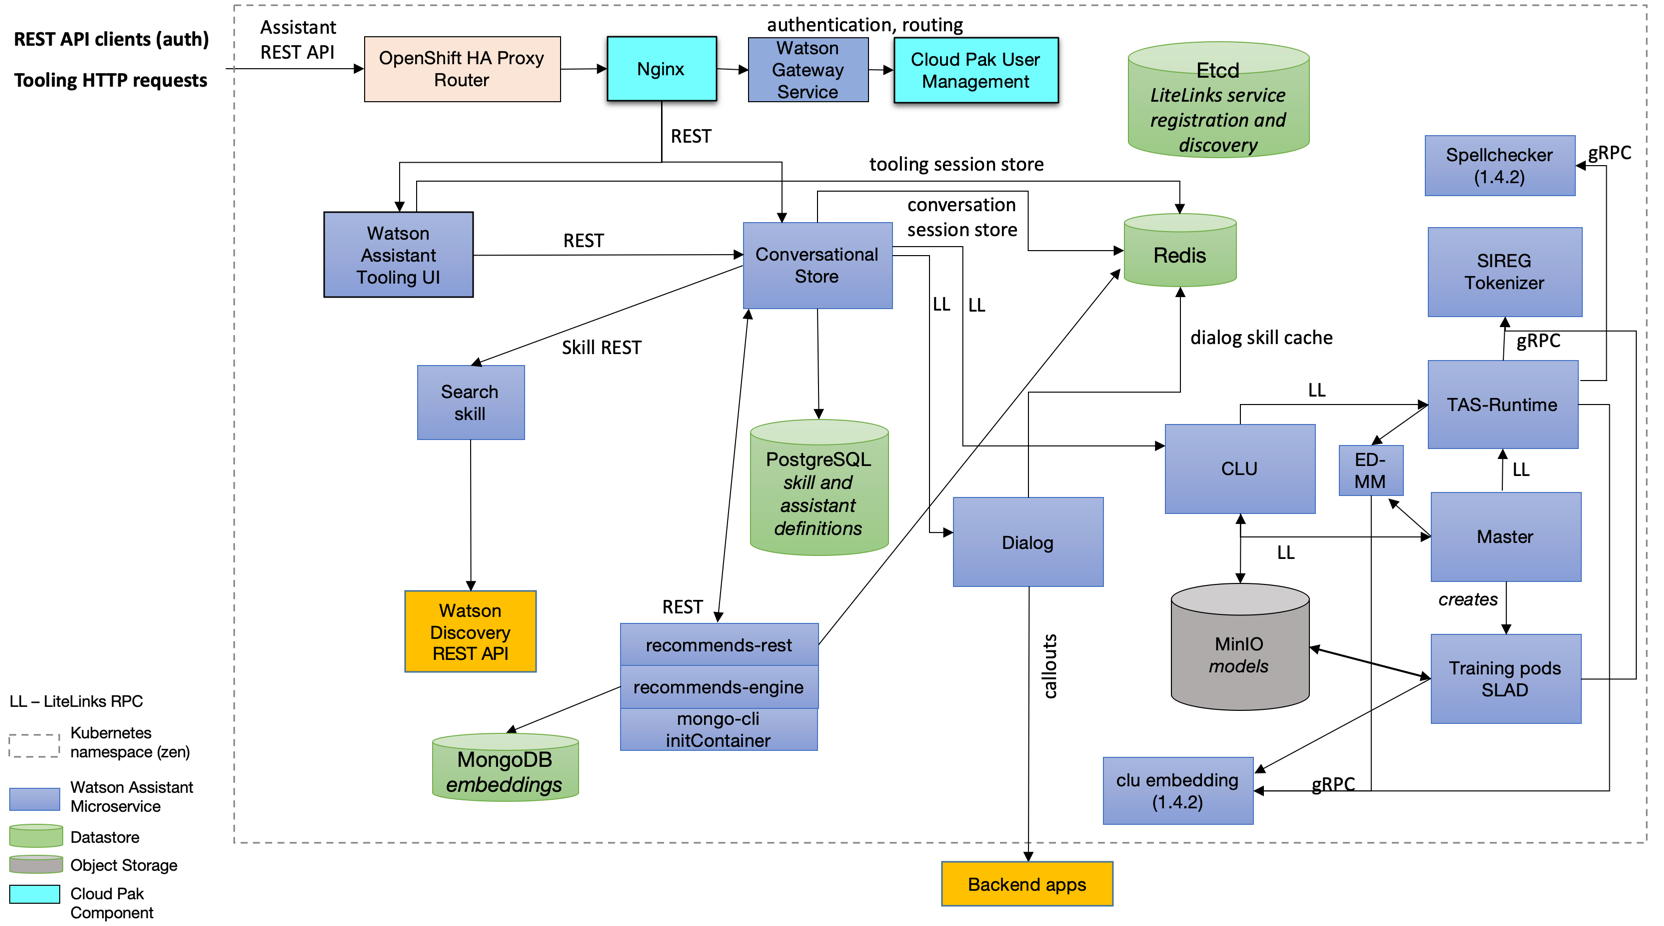 REST API clients (auth)
Tooling HTTP requests
Assistant
REST API
OpenShift HA Proxy
Router
Nginx
authentication, routing
Watson
Gateway
Service
Cloud Pak User
Management
Etcd
LiteLinks service
registration and
discovery
REST
tooling session store
Spellchecker
(1.4.2)
gRPC
Watson
Assistant
Tooling UI
REST
Conversational
Store
conversation
session store
Redis
SIREG
Tokenizer
LL
LL
Skill REST
dialog skill cache
gRPC
Search
skill
LL
TAS-Runtime
PostgreSQL
skill and
assistant
definitions
CLU
ED-
MM
LL
Dialog
Master
LL
creates
Watson
Discovery
REST API
REST
recommends-rest
recommends-engine
mongo-cli
initContainer
callouts
MinIO
models
Training pods
SLAD
MongoDB
embeddings
clu embedding
(1.4.2)
gRPC
Backend apps
LL – LiteLinks RPC
Kubernetes
namespace (zen)
Watson Assistant
Microservice
Datastore
Object Storage
Cloud Pak
Component